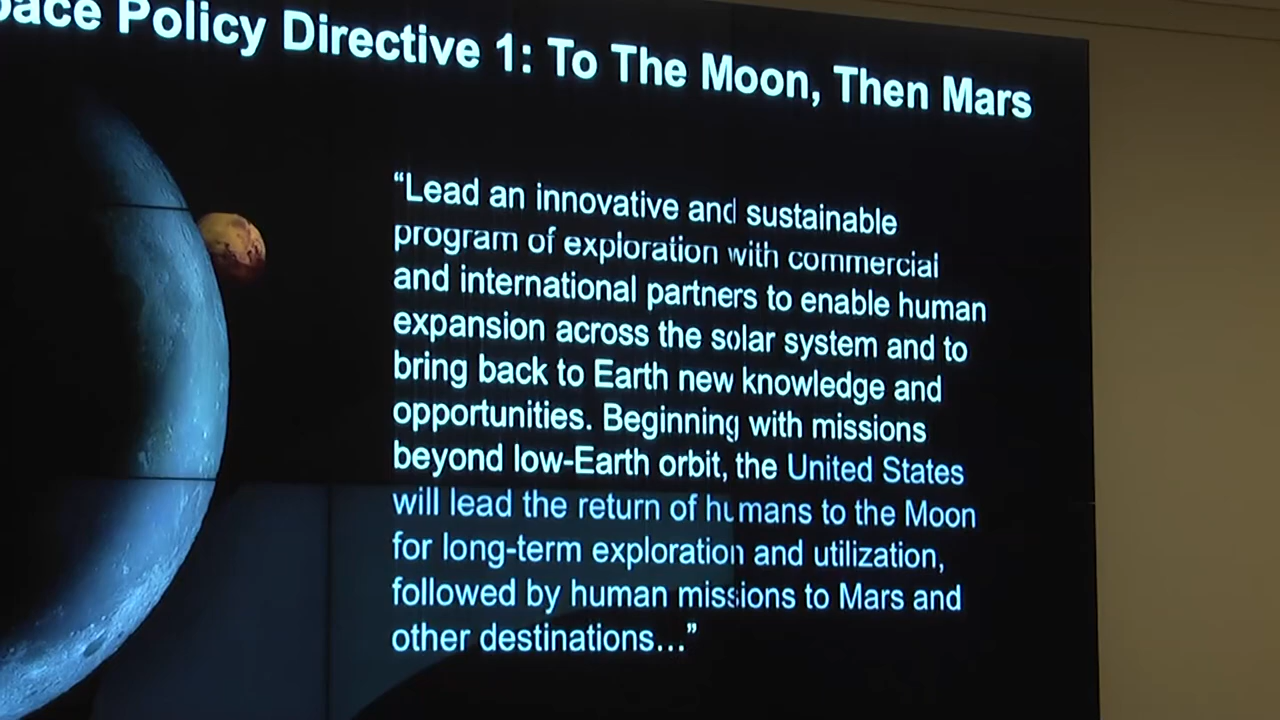 pace Policy Directive 1: To The Moon, Then Mars
“Lead an innovative and sustainable
program of exploration with commercial
and international partners to enable human
expansion across the solar system and to
bring back to Earth new knowledge and
opportunities. Beginning with missions
beyond low-Earth orbit, the United States
will lead the return of humans to the Moon
for long-term exploration and utilization,
followed by human missions to Mars and
other destinations…”